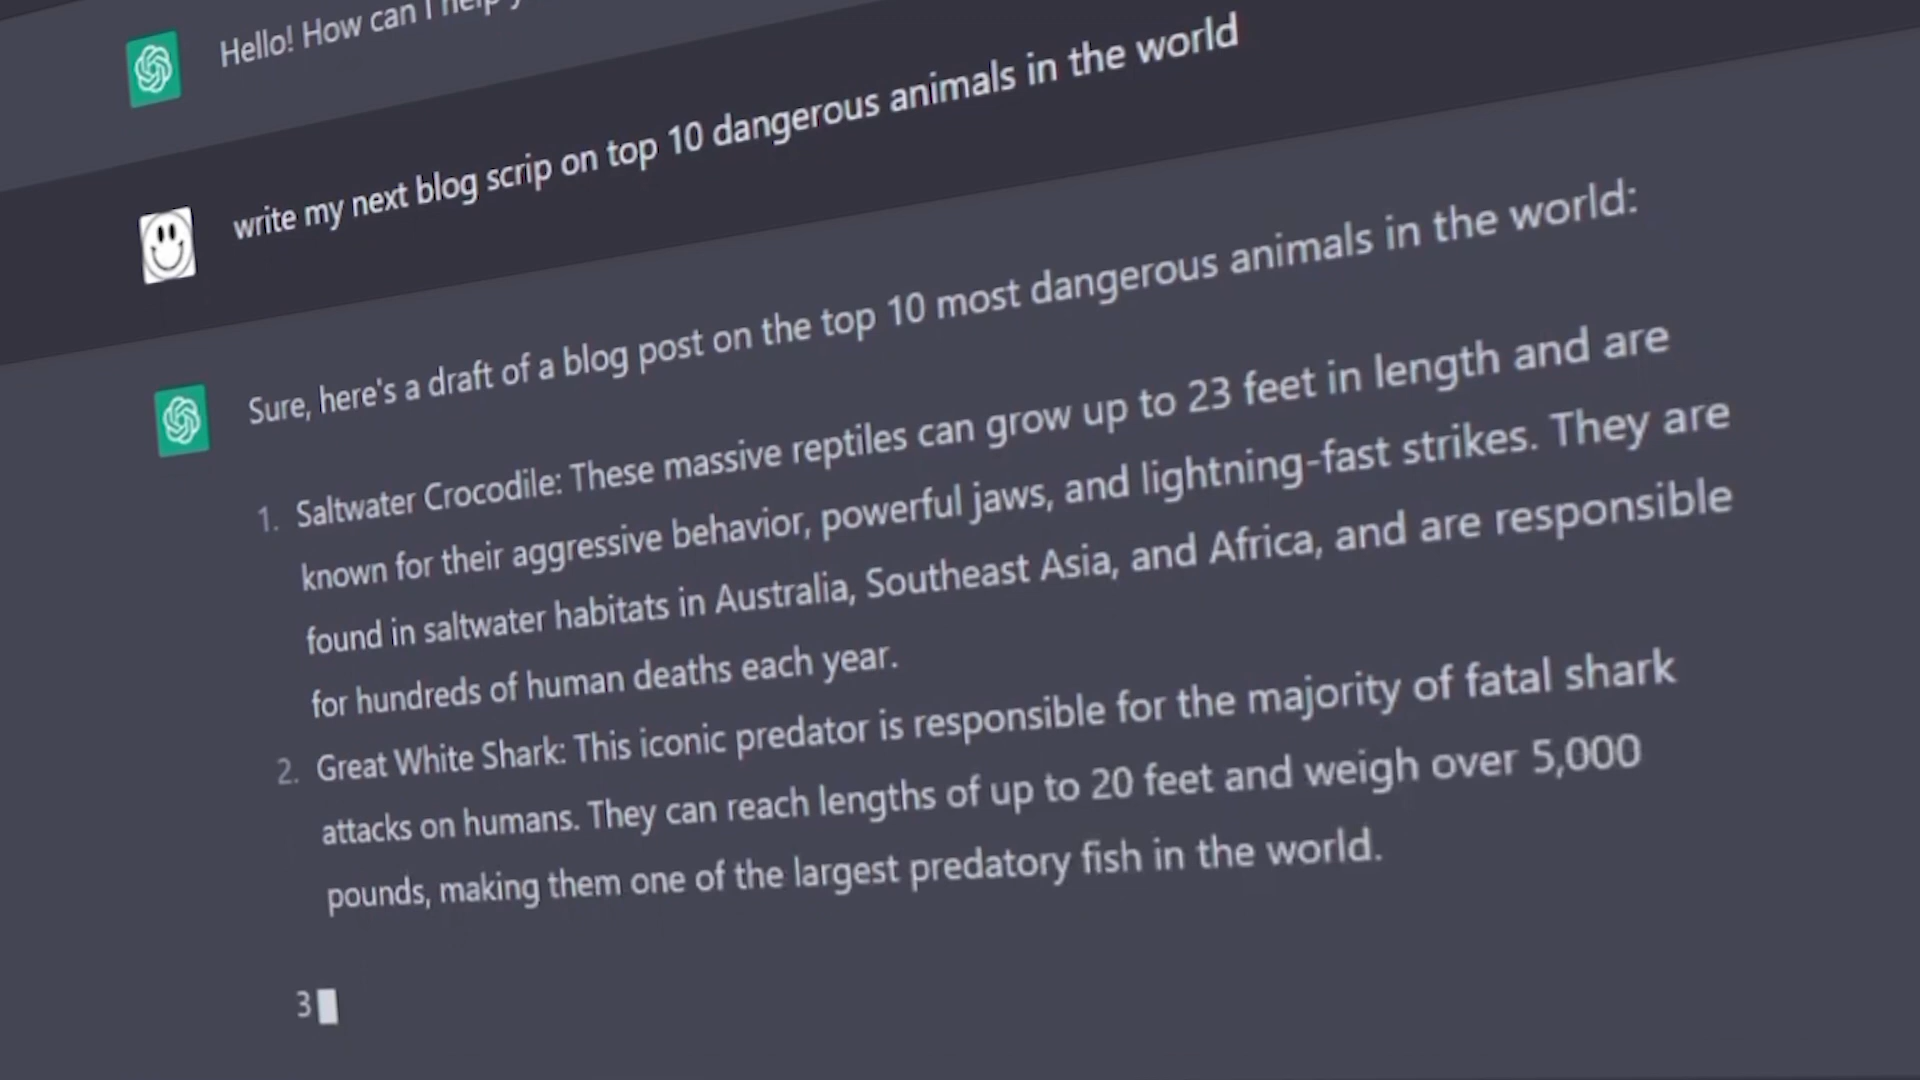 Hello! How can I help
write my next blog scrip on top 10 dangerous animals in the world
Sure, here's a draft of a blog post on the top 10 most dangerous animals in the world:
1. Saltwater Crocodile: These massive reptiles can grow up to 23 feet in length and are
known for their aggressive behavior, powerful jaws, and lightning-fast strikes. They are
found in saltwater habitats in Australia, Southeast Asia, and Africa, and are responsible
for hundreds of human deaths each year.
2. Great White Shark: This iconic predator is responsible for the majority of fatal shark
attacks on humans. They can reach lengths of up to 20 feet and weigh over 5,000
pounds, making them one of the largest predatory fish in the world.
3